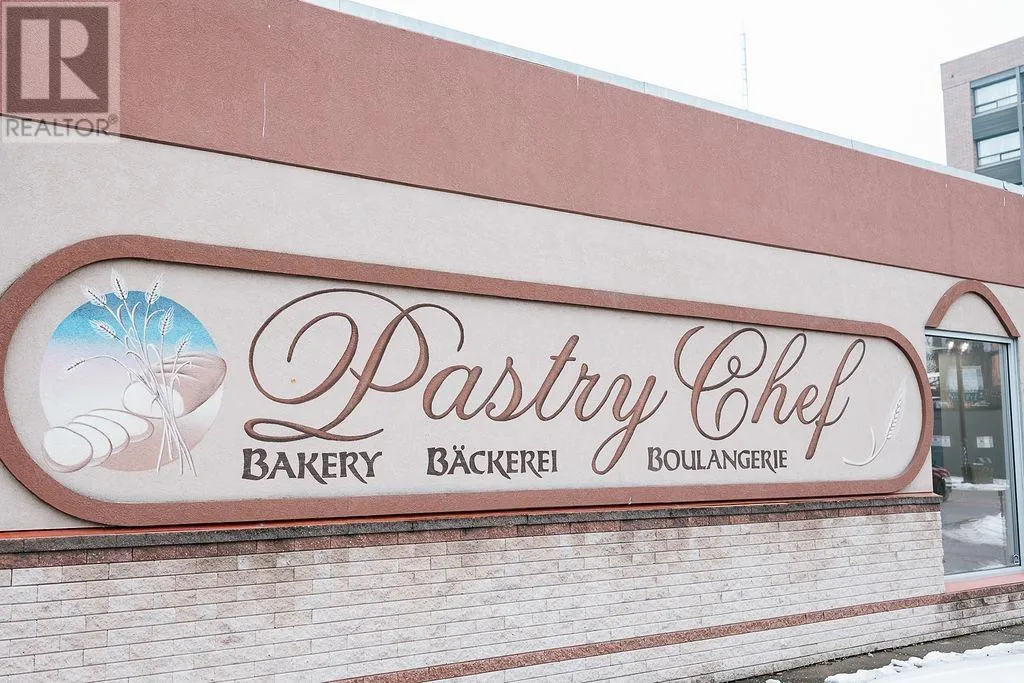 R
REALTOR®
Pastry Chef
BAKERY BÄCKEREI BOULANGERIE